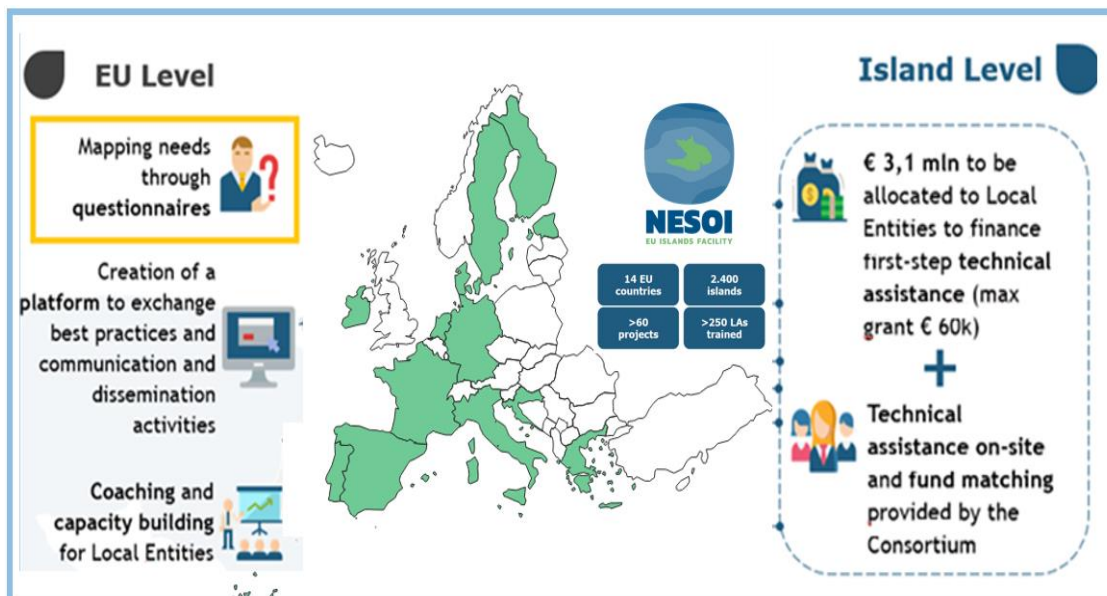 EU Level
Mapping needs
through
questionnaires
Creation of a
platform to exchange
best practices and
communication and
dissemination
activities
Coaching and
capacity building
for Local Entities
NESOI
EU ISLANDS FACILITY
14 EU
countries
2.400
islands
>60
projects
>250 LAs
trained
Island Level
€ 3,1 mln to be
allocated to Local
Entities to finance
first-step technical
assistance (max
grant € 60k)
+
Technical
assistance on-site
and fund matching
provided by the
Consortium